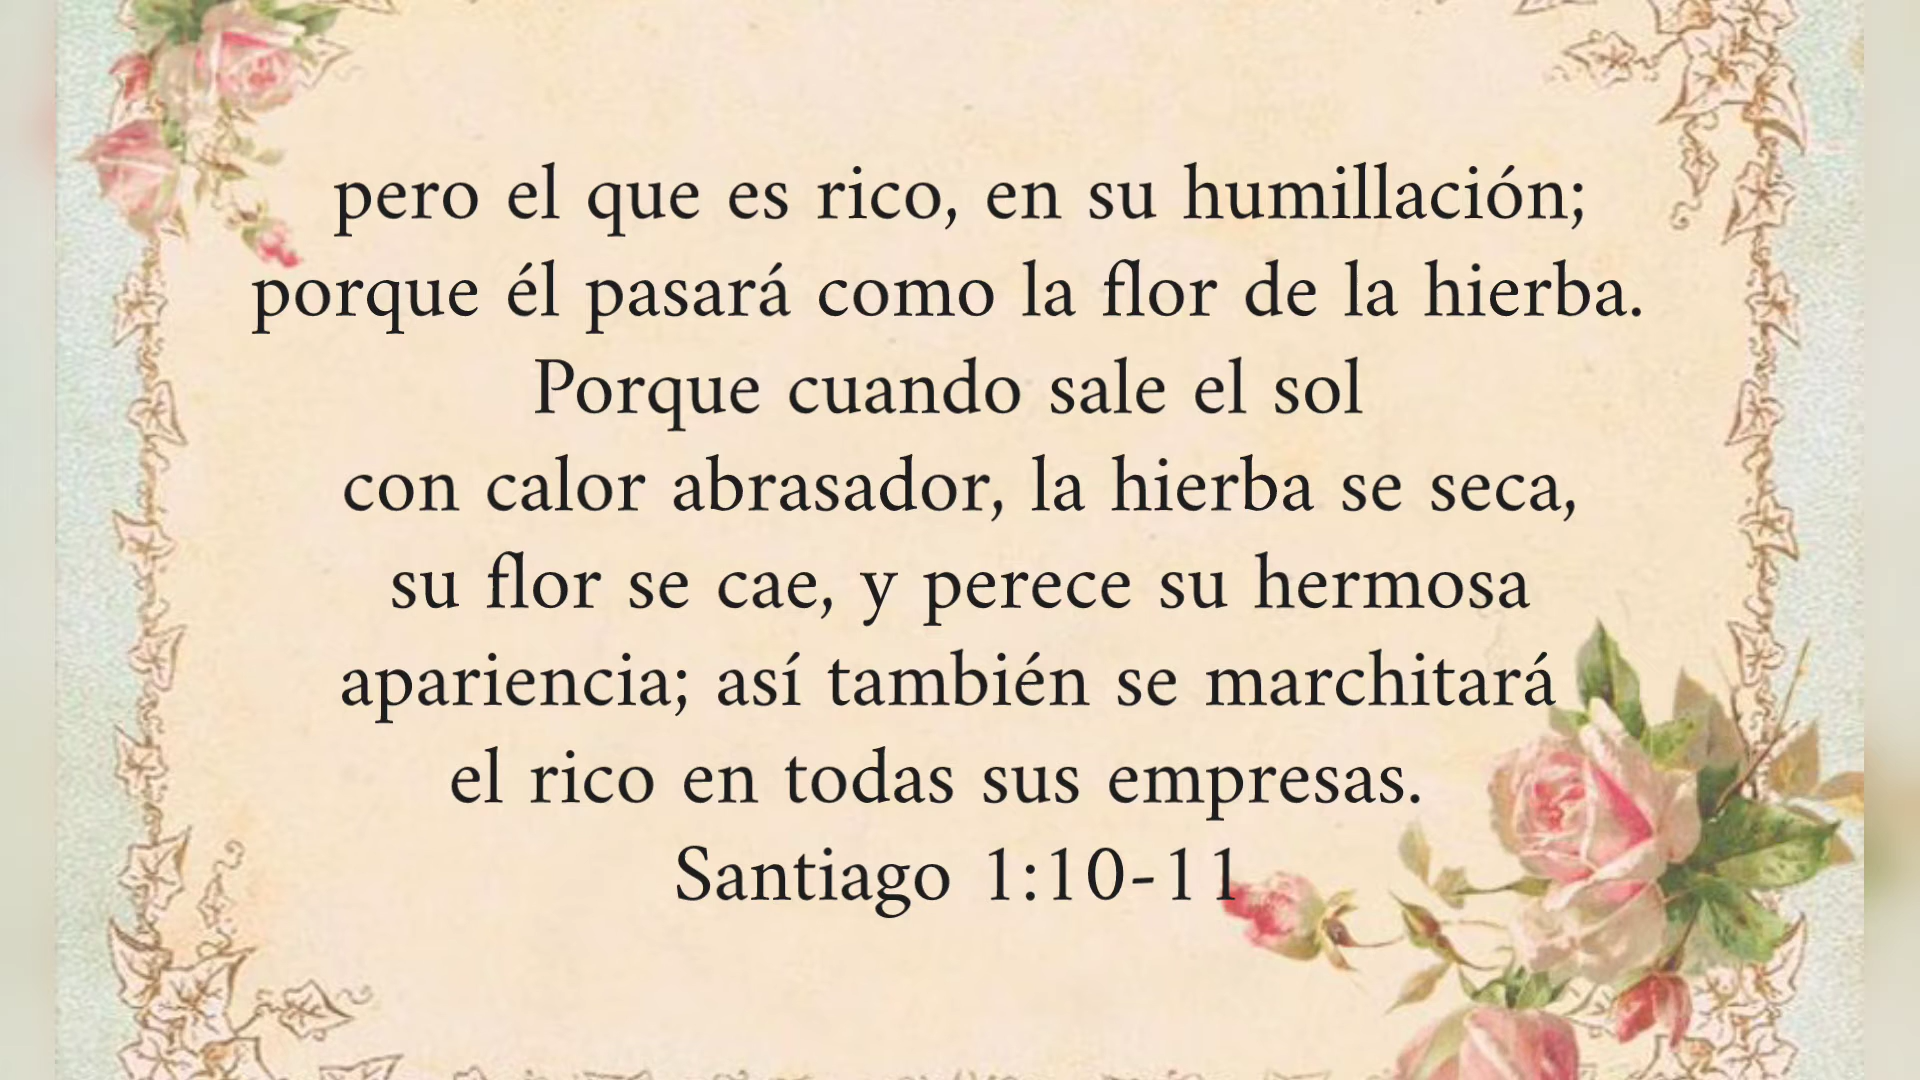 pero el que es rico, en su humillación;
porque él pasará como la flor de la hierba.
Porque cuando sale el sol
con calor abrasador, la hierba se seca,
su flor se cae, y perece su hermosa
apariencia; así también se marchitará
el rico en todas sus empresas.
Santiago 1:10-11